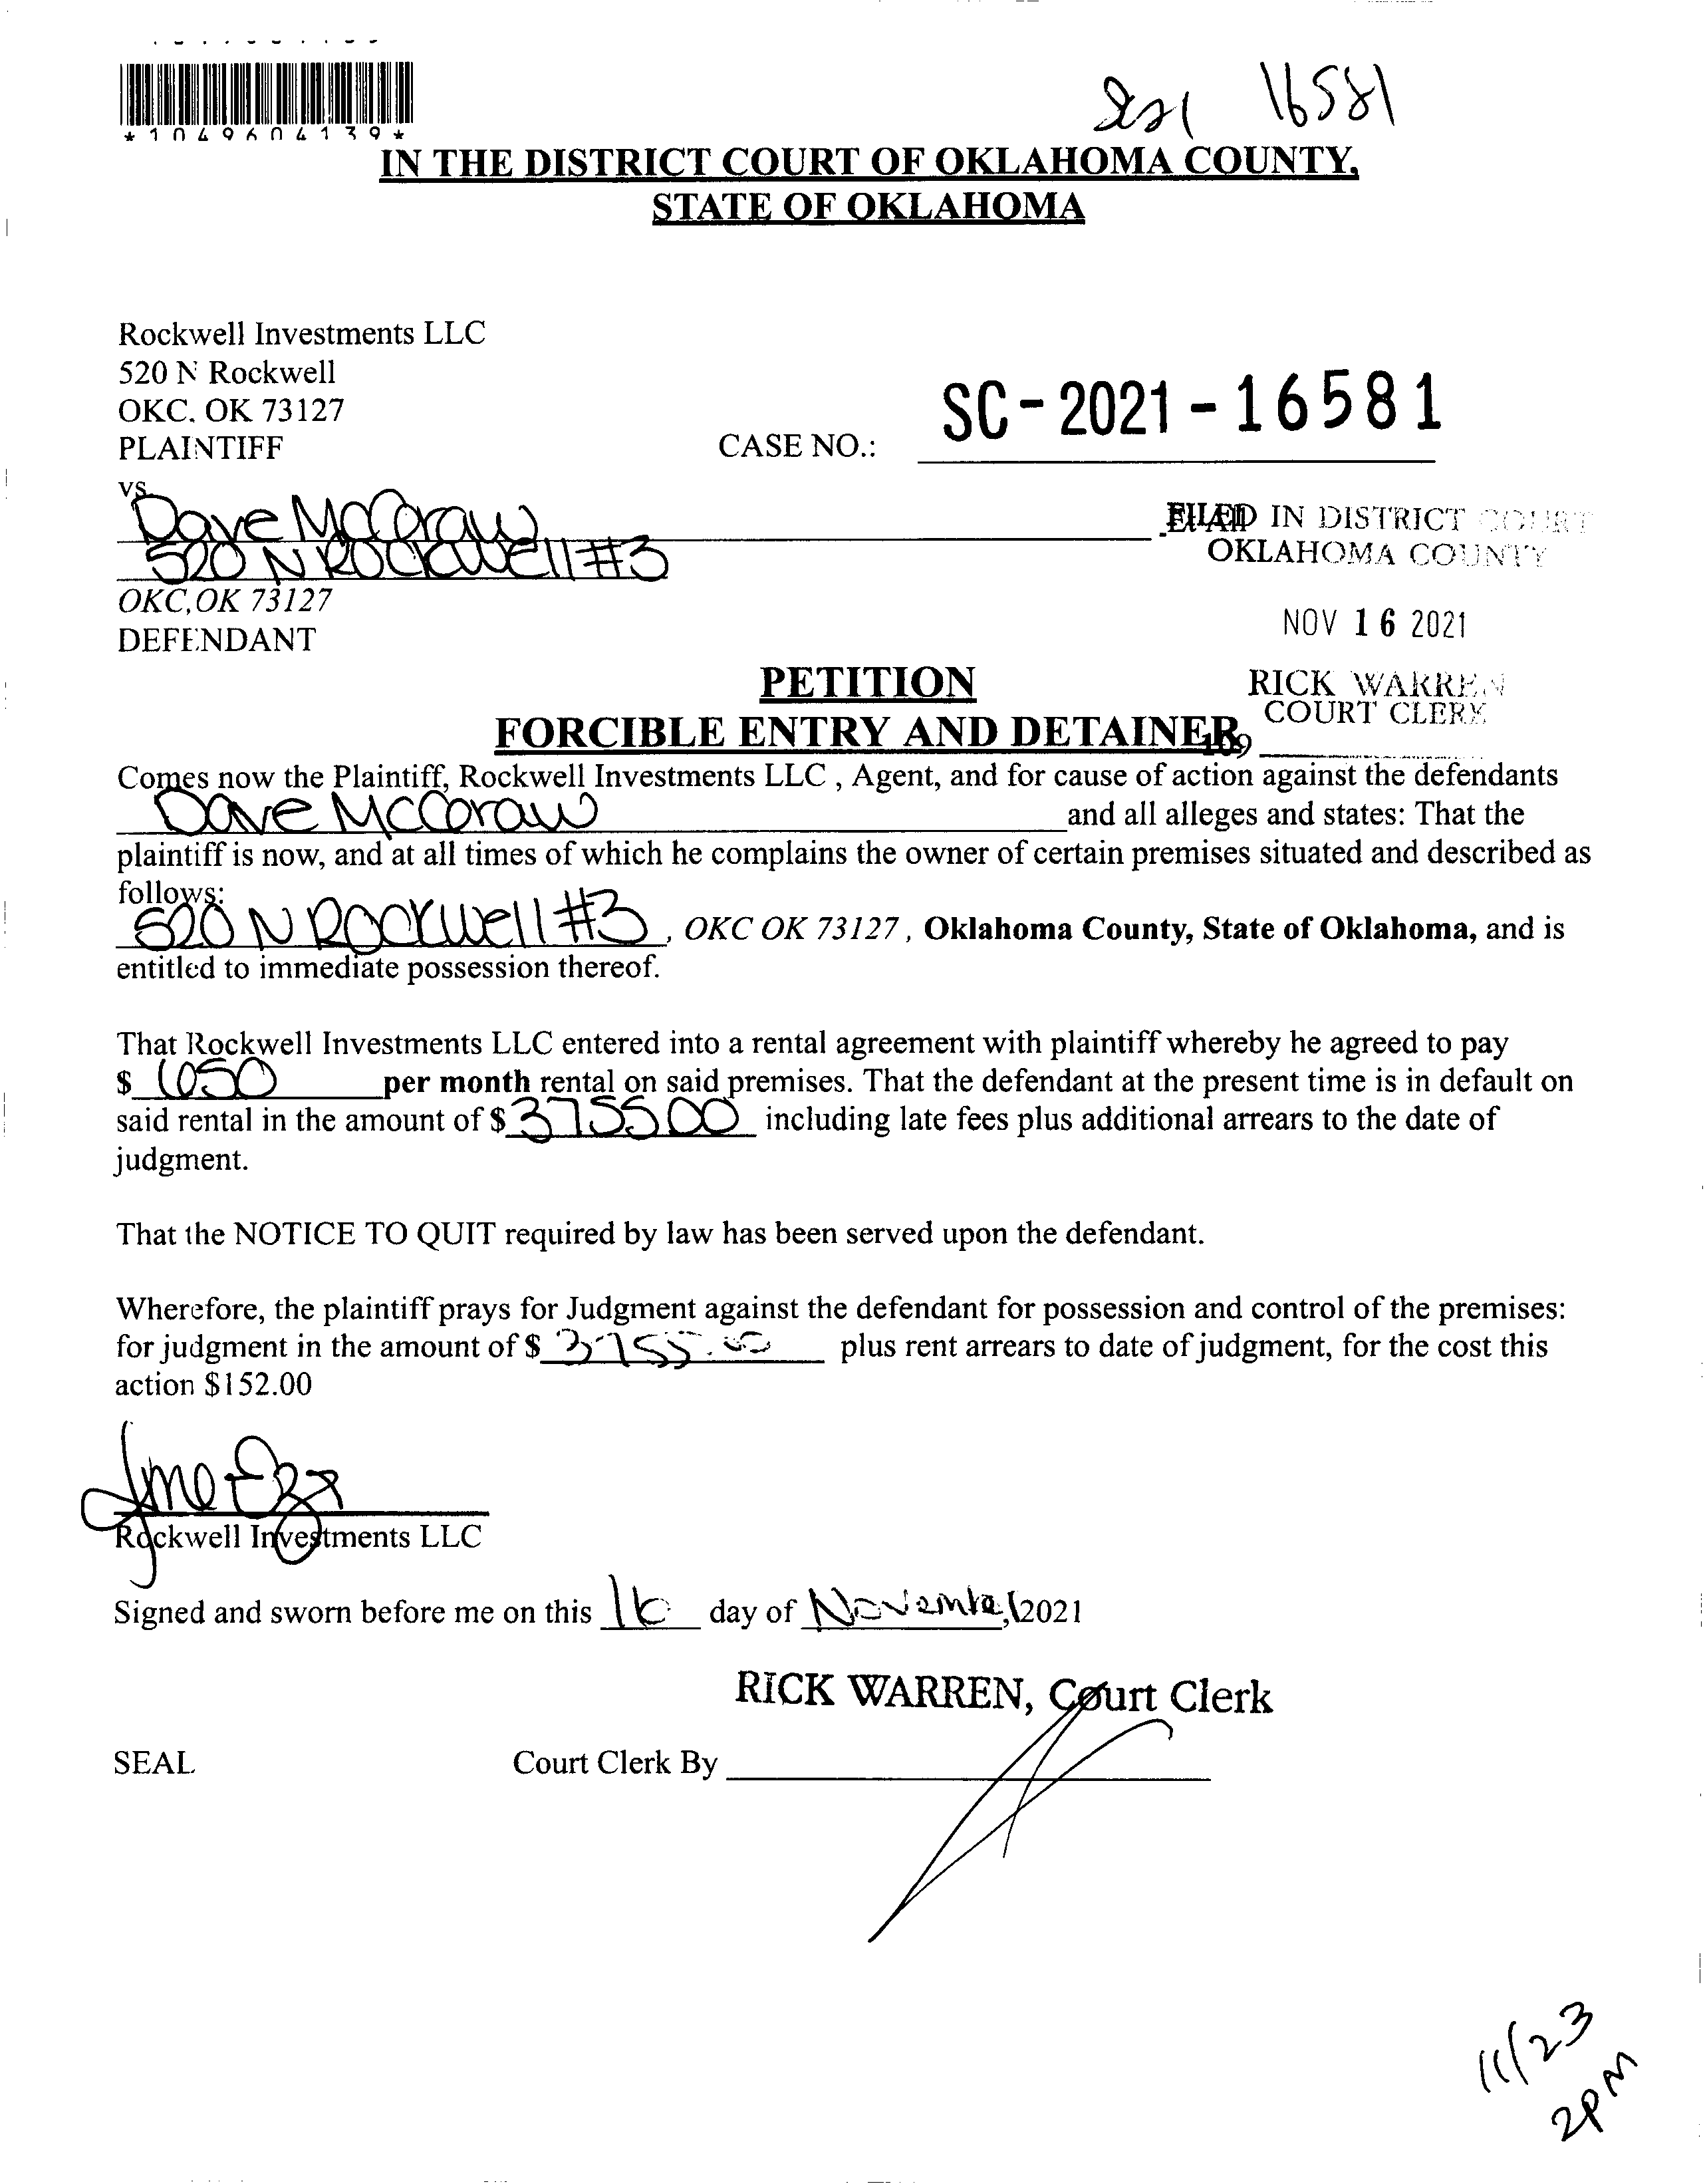 *1049604139*
16581
IN THE DISTRICT COURT OF OKLAHOMA COUNTY,
STATE OF OKLAHOMA
Rockwell Investments LLC
520 N Rockwell
OKC, OK 73127
PLAINTIFF
CASE NO.: SC-2021-16581
vs.
Dave McCraw
520 N Rockwell #3
OKC,OK 73127
DEFENDANT
FILED IN DISTRICT COURT
OKLAHOMA COUNTY
NOV 16 2021
RICK WARREN
COURT CLERK
PETITION
FORCIBLE ENTRY AND DETAINER
109
Comes now the Plaintiff, Rockwell Investments LLC , Agent, and for cause of action against the defendants
Dave McCraw and all alleges and states: That the
plaintiff is now, and at all times of which he complains the owner of certain premises situated and described as
follows:
520 N Rockwell #3, OKC OK 73127, Oklahoma County, State of Oklahoma, and is
entitled to immediate possession thereof.
That Rockwell Investments LLC entered into a rental agreement with plaintiff whereby he agreed to pay
$ 650 per month rental on said premises. That the defendant at the present time is in default on
said rental in the amount of $ 3755.00 including late fees plus additional arrears to the date of
judgment.
That the NOTICE TO QUIT required by law has been served upon the defendant.
Wherefore, the plaintiff prays for Judgment against the defendant for possession and control of the premises:
for judgment in the amount of $ 3755.00 plus rent arrears to date of judgment, for the cost this
action $152.00
Rockwell Investments LLC
Signed and sworn before me on this 16 day of November, 2021
RICK WARREN, Court Clerk
SEAL
Court Clerk By
11/23
2PM